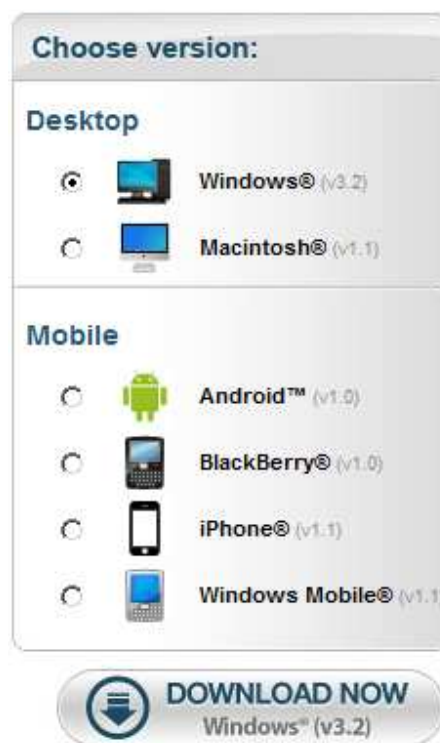 Choose version:
Desktop
Windows® (v3.2)
Macintosh® (v1.1)
Mobile
Android™ (v1.0)
BlackBerry® (v1.0)
iPhone® (v1.1)
Windows Mobile® (v1.1
DOWNLOAD NOW
Windows® (v3.2)